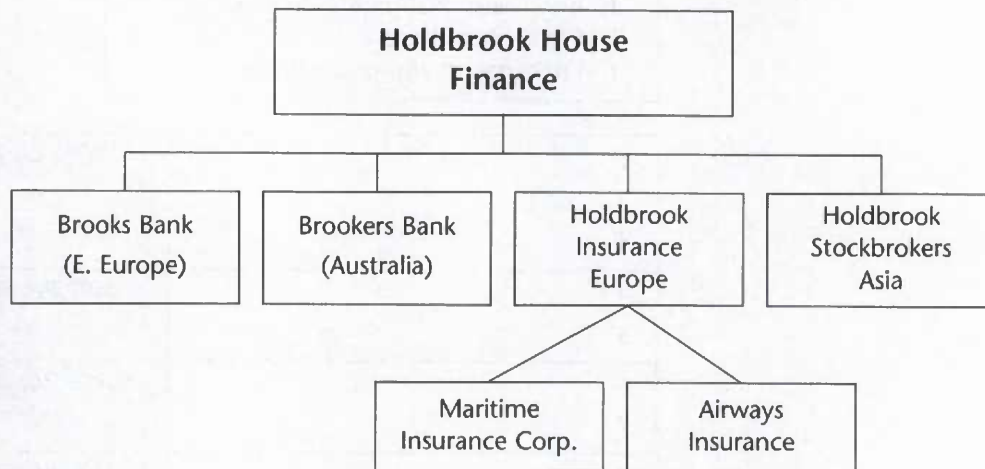 Holdbrook House
Finance
Brooks Bank
(E. Europe)
Brookers Bank
(Australia)
Holdbrook
Insurance
Europe
Holdbrook
Stockbrokers
Asia
Maritime
Insurance Corp.
Airways
Insurance